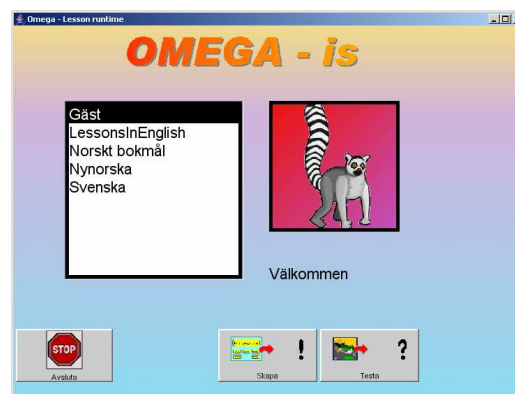 Omega - Lesson runtime
OMEGA - is
Gäst
LessonsInEnglish
Norskt bokmål
Nynorska
Svenska
Välkommen
STOP
!
?
Avsluta
Skapa
Testa